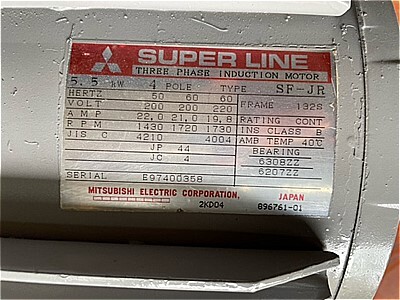 SUPER LINE
THREE PHASE INDUCTION MOTOR
5.5 kW 4 POLE TYPE SF-JR
HERTZ 50 60 60 FRAME 132S
VOLT 200 200 220 RATING CONT
AMP 22.0 21.0 19.8 INS CLASS B
RPM 1430 1720 1730 AMB TEMP 40℃
JIS C 4210 4004 BEARING
JP 44 6308ZZ
JC 4 6207ZZ
SERIAL E97400358
MITSUBISHI ELECTRIC CORPORATION. JAPAN
2KD04 896761-01